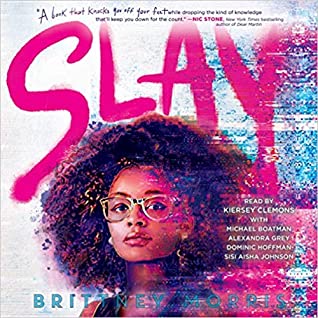 "A book that knocks you off your feet while dropping the kind of knowledge
that'll keep you down for the count." —NIC STONE, New York Times bestselling
author of Dear Martin
SLAY
READ BY
KIERSEY CLEMONS
WITH
MICHAEL BOATMAN,
ALEXANDRA GREY,
DOMINIC HOFFMAN,
SISI AISHA JOHNSON
BRITTNEY MORRIS